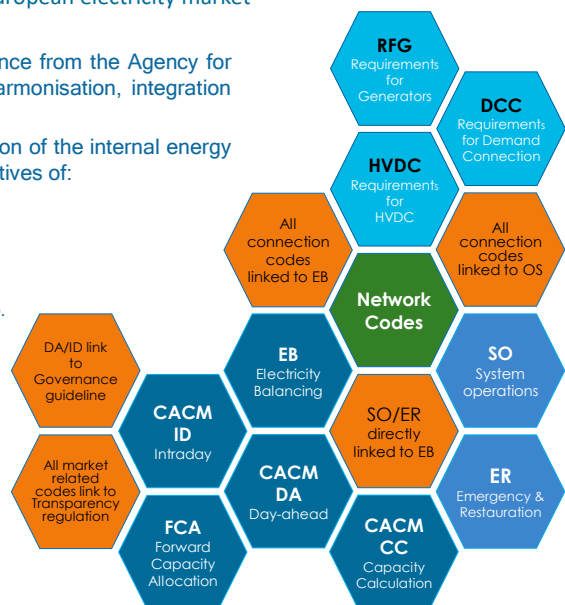 uropean electricity market
nce from the Agency for
armonisation, integration
on of the internal energy
tives of:
.
RFG
Requirements
for
Generators
DCC
Requirements
for Demand
Connection
HVDC
Requirements
for
HVDC
All
connection
codes
linked to EB
All
connection
codes
linked to OS
Network
Codes
DA/ID link
to
Governance
guideline
EB
Electricity
Balancing
SO
System
operations
CACM
ID
Intraday
SO/ER
directly
linked to EB
All market
related
codes link to
Transparency
regulation
CACM
DA
Day-ahead
ER
Emergency &
Restauration
FCA
Forward
Capacity
Allocation
CACM
CC
Capacity
Calculation